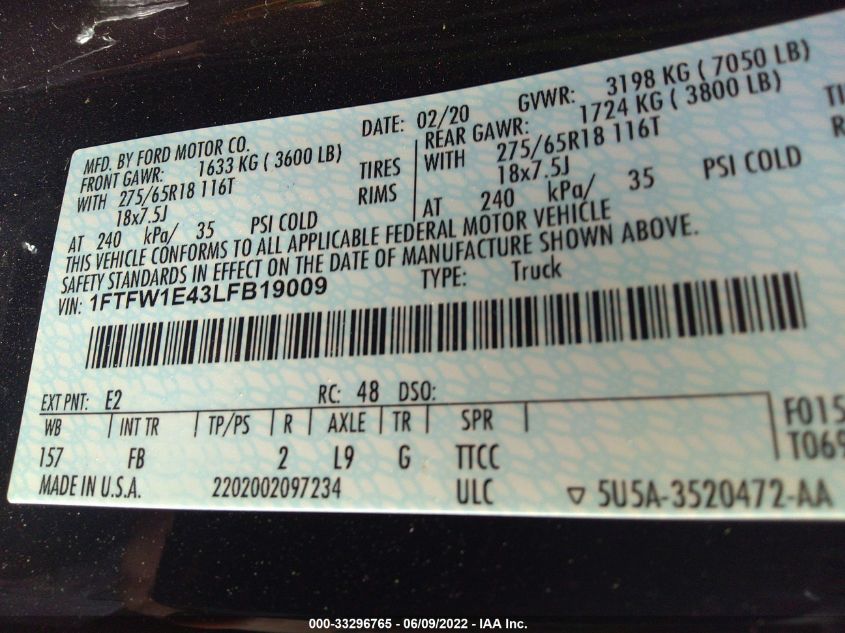 MFD. BY FORD MOTOR CO. DATE: 02/20 GVWR: 3198 KG ( 7050 LB)
FRONT GAWR: 1633 KG ( 3600 LB) REAR GAWR: 1724 KG ( 3800 LB)
WITH 275/65R18 116T TIRES WITH 275/65R18 116T
18x7.5J RIMS 18x7.5J
AT 240 kPa/ 35 PSI COLD AT 240 kPa/ 35 PSI COLD
THIS VEHICLE CONFORMS TO ALL APPLICABLE FEDERAL MOTOR VEHICLE
SAFETY STANDARDS IN EFFECT ON THE DATE OF MANUFACTURE SHOWN ABOVE.
VIN: 1FTFW1E43LFB19009 TYPE: Truck
EXT PNT: E2 RC: 48 DSO:
WB INT TR TP/PS R AXLE TR SPR F015
157 FB 2 L9 G TTCC T069
MADE IN U.S.A. 2202002097234 ULC 5U5A-3520472-AA
000-33296765 - 06/09/2022 - IAA Inc.